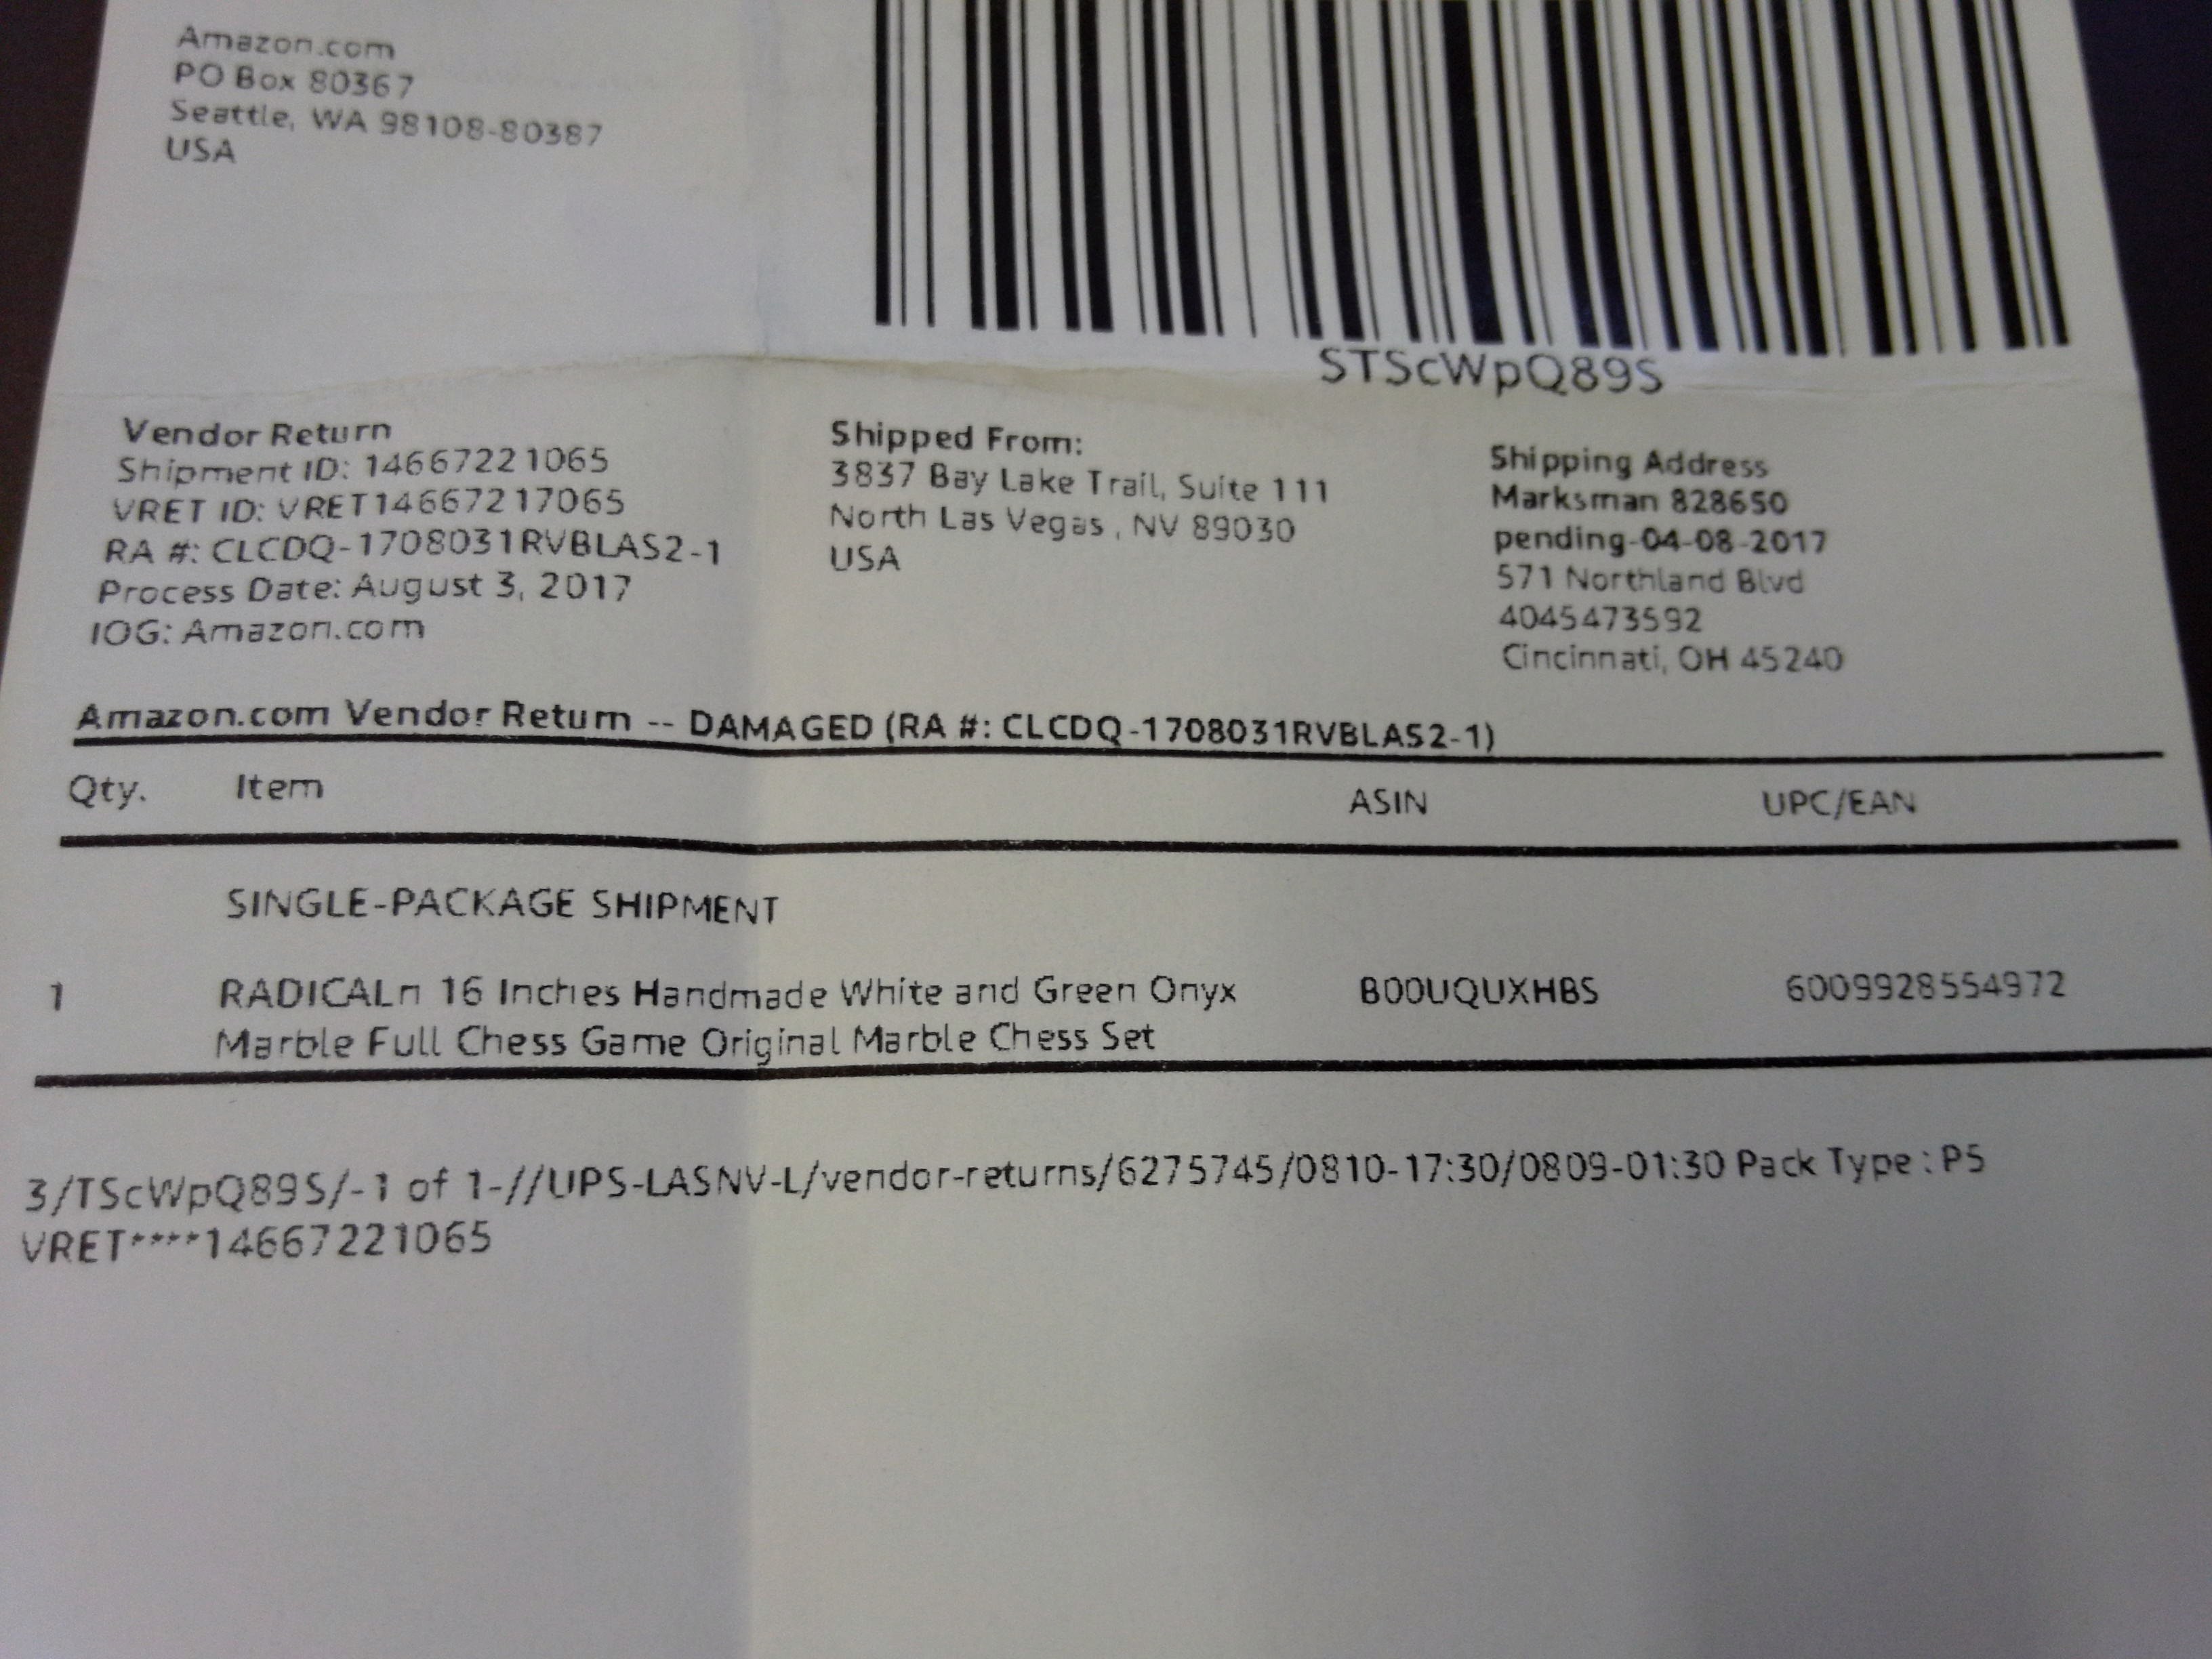 Amazon.com
PO Box 80367
Seattle, WA 98108-80387
USA
STScWpQ89S
Vendor Return
Shipment ID: 14667221065
VRET ID: VRET14667217065
RA #: CLCDQ-1708031RVBLAS2-1
Process Date: August 3, 2017
IOG: Amazon.com
Shipped From:
3837 Bay Lake Trail, Suite 111
North Las Vegas , NV 89030
USA
Shipping Address
Marksman 828650
pending-04-08-2017
571 Northland Blvd
4045473592
Cincinnati, OH 45240
Amazon.com Vendor Return -- DAMAGED (RA #: CLCDQ-1708031RVBLAS2-1)
Qty. Item ASIN UPC/EAN
SINGLE-PACKAGE SHIPMENT
1 RADICALn 16 Inches Handmade White and Green Onyx B00UQUXHBS 6009928554972
Marble Full Chess Game Original Marble Chess Set
3/TScWpQ89S/-1 of 1-//UPS-LASNV-L/vendor-returns/6275745/0810-17:30/0809-01:30 Pack Type : P5
VRET****14667221065